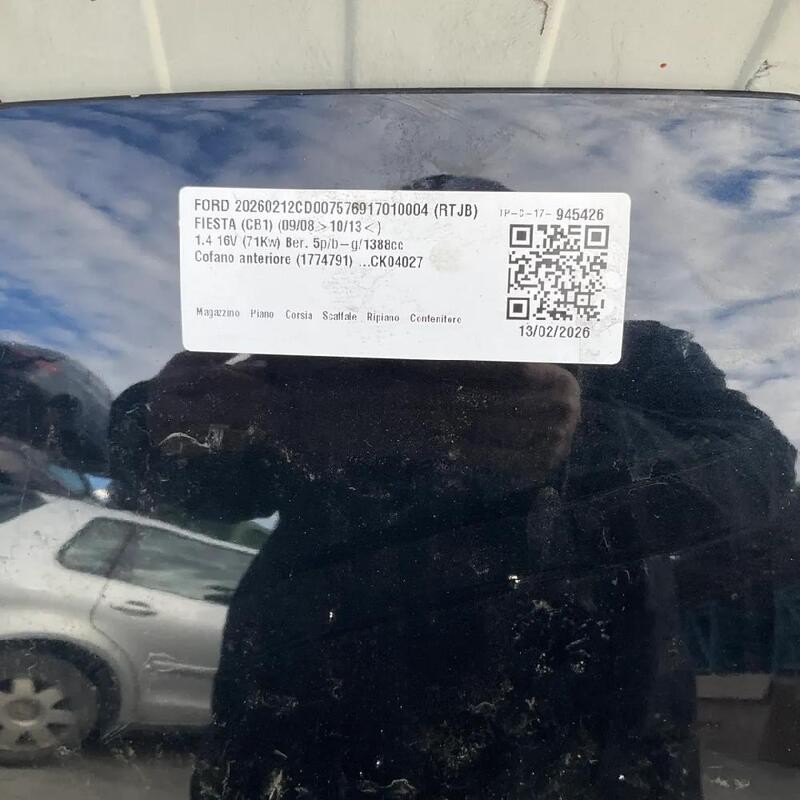 FORD 20260212CD007576917010004 (RTJB)
FIESTA (CB1) (09/08>10/13<)
1.4 16V (71Kw) Ber. 5p/b-g/1388cc
Cofano anteriore (1774791) ...CK04027
Magazzino Piano Corsia Scaffale Ripiano Contenitore
TP-C-17- 945426
13/02/2026